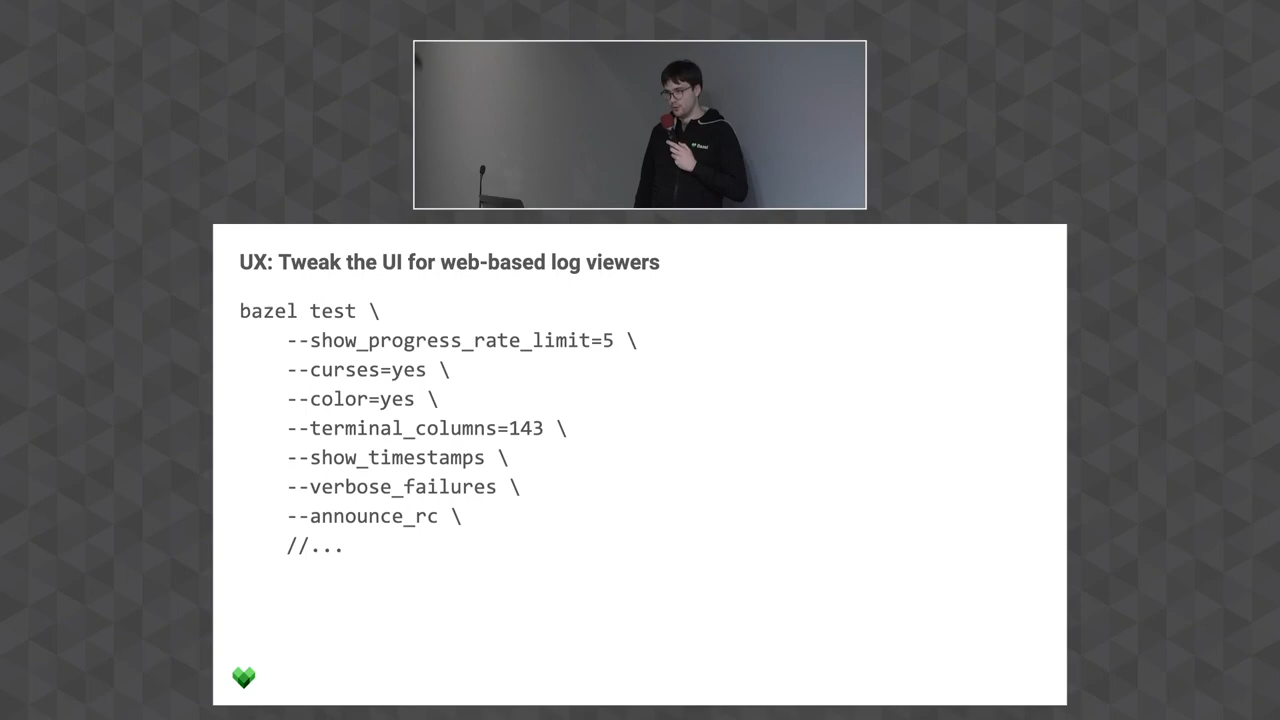 Bazel
UX: Tweak the UI for web-based log viewers
bazel test \
--show_progress_rate_limit=5 \
--curses=yes \
--color=yes \
--terminal_columns=143 \
--show_timestamps \
--verbose_failures \
--announce_rc \
//...